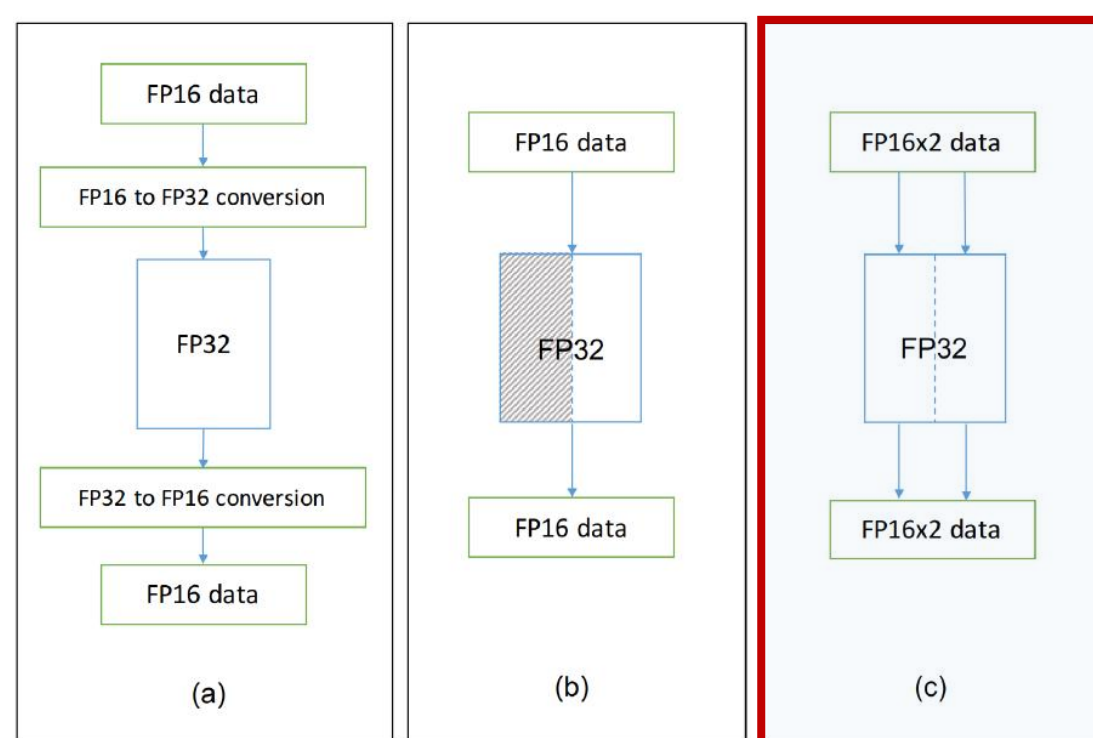 FP16 data
FP16 to FP32 conversion
FP32
FP32 to FP16 conversion
FP16 data
(a)
FP16 data
FP32
FP16 data
(b)
FP16x2 data
FP32
FP16x2 data
(c)